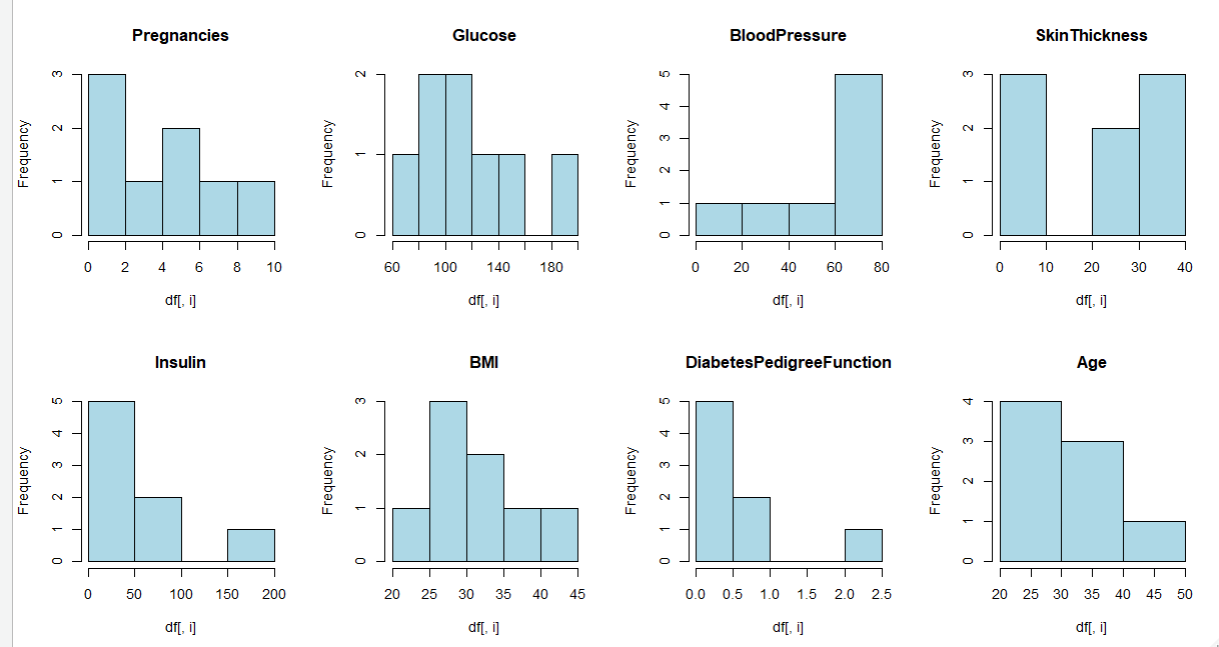 Pregnancies
Frequency
0 1 2 3
0 2 4 6 8 10
df[, i]
Glucose
Frequency
0 1 2
60 100 140 180
df[, i]
BloodPressure
Frequency
0 1 2 3 4 5
0 20 40 60 80
df[, i]
SkinThickness
Frequency
0 1 2 3
0 10 20 30 40
df[, i]
Insulin
Frequency
0 1 2 3 4 5
0 50 100 150 200
df[, i]
BMI
Frequency
0 1 2 3
20 25 30 35 40 45
df[, i]
DiabetesPedigreeFunction
Frequency
0 1 2 3 4 5
0.0 0.5 1.0 1.5 2.0 2.5
df[, i]
Age
Frequency
0 1 2 3 4
20 25 30 35 40 45 50
df[, i]